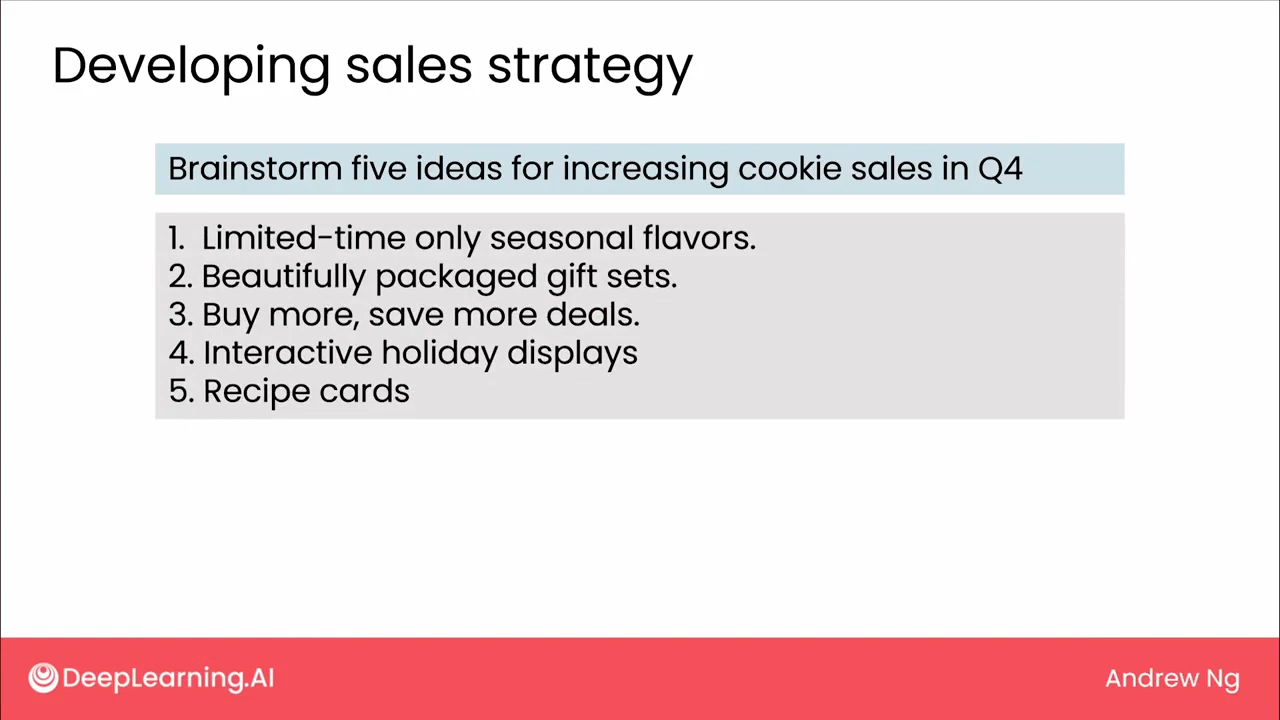 Developing sales strategy
Brainstorm five ideas for increasing cookie sales in Q4
1. Limited-time only seasonal flavors.
2. Beautifully packaged gift sets.
3. Buy more, save more deals.
4. Interactive holiday displays
5. Recipe cards
DeepLearning.AI
Andrew Ng